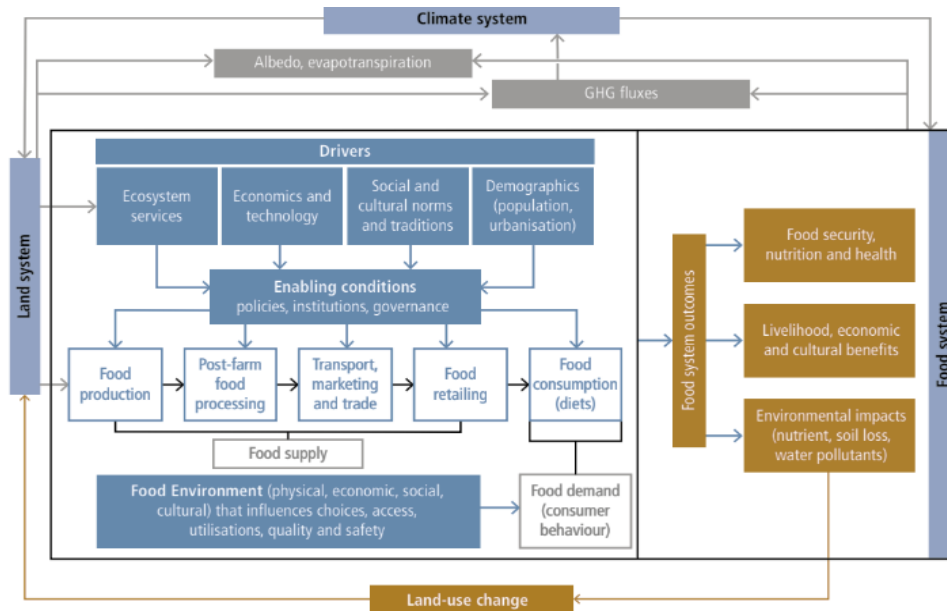 Climate system
Albedo, evapotranspiration
GHG fluxes
Land system
Drivers
Ecosystem
services
Economics and
technology
Social and
cultural norms
and traditions
Demographics
(population,
urbanisation)
Enabling conditions
policies, institutions, governance
Food
production
Post-farm
food
processing
Transport,
marketing
and trade
Food
retailing
Food
consumption
(diets)
Food supply
Food Environment (physical, economic, social,
cultural) that influences choices, access,
utilisations, quality and safety
Food demand
(consumer
behaviour)
Food system outcomes
Food security,
nutrition and health
Livelihood, economic
and cultural benefits
Environmental impacts
(nutrient, soil loss,
water pollutants)
Food system
Land-use change